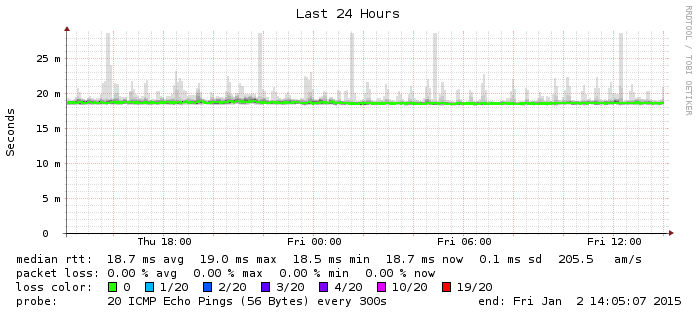 Last 24 Hours
RRDTOOL / TOBI OETIKER
Seconds
25 m
20 m
15 m
10 m
5 m
0
Thu 18:00 Fri 00:00 Fri 06:00 Fri 12:00
median rtt: 18.7 ms avg 19.0 ms max 18.5 ms min 18.7 ms now 0.1 ms sd 205.5 am/s
packet loss: 0.00 % avg 0.00 % max 0.00 % min 0.00 % now
loss color: 0 1/20 2/20 3/20 4/20 10/20 19/20
probe: 20 ICMP Echo Pings (56 Bytes) every 300s end: Fri Jan 2 14:05:07 2015